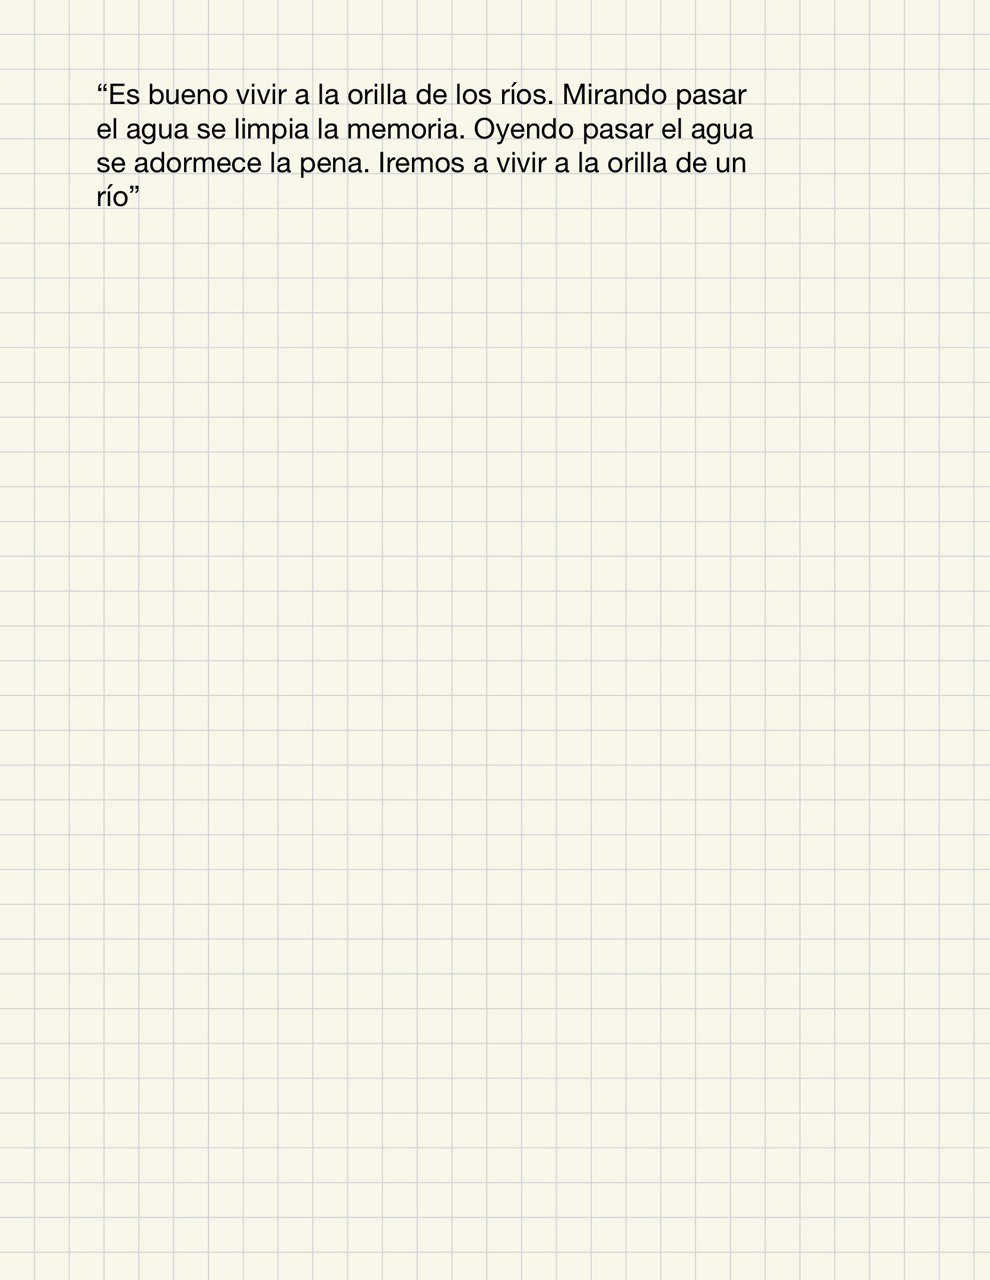 “Es bueno vivir a la orilla de los ríos. Mirando pasar
el agua se limpia la memoria. Oyendo pasar el agua
se adormece la pena. Iremos a vivir a la orilla de un
río”